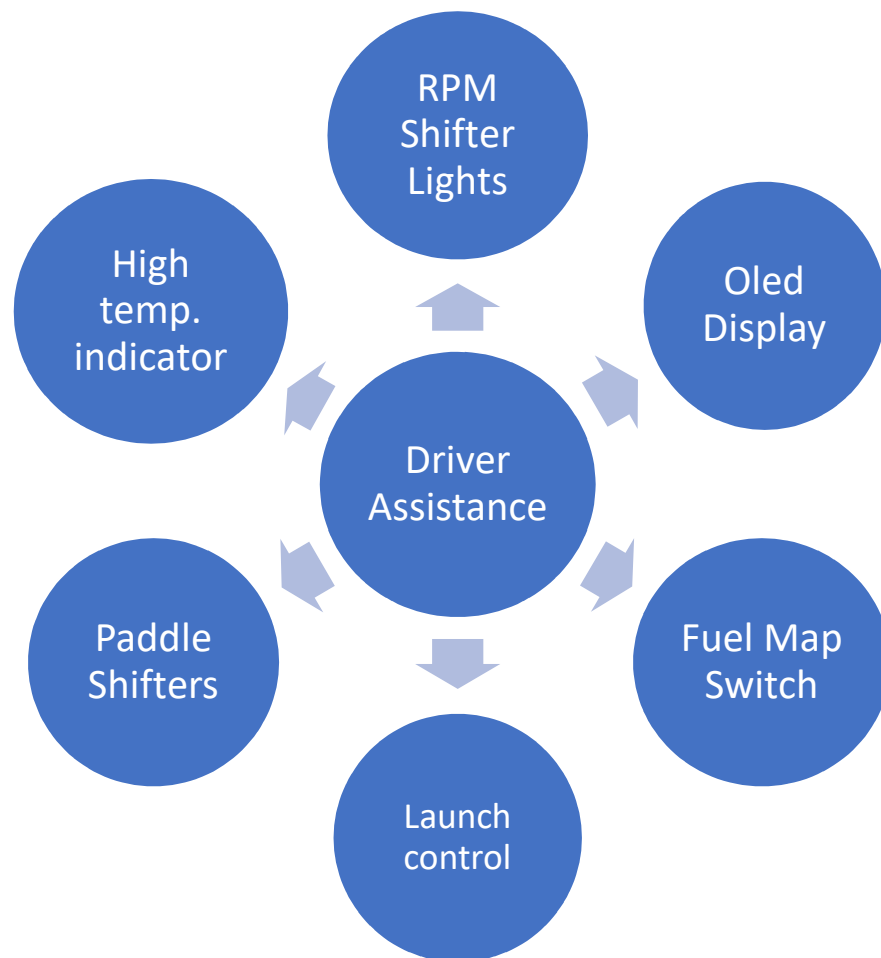 RPM
Shifter
Lights
Oled
Display
Fuel Map
Switch
Launch
control
Paddle
Shifters
High
temp.
indicator
Driver
Assistance